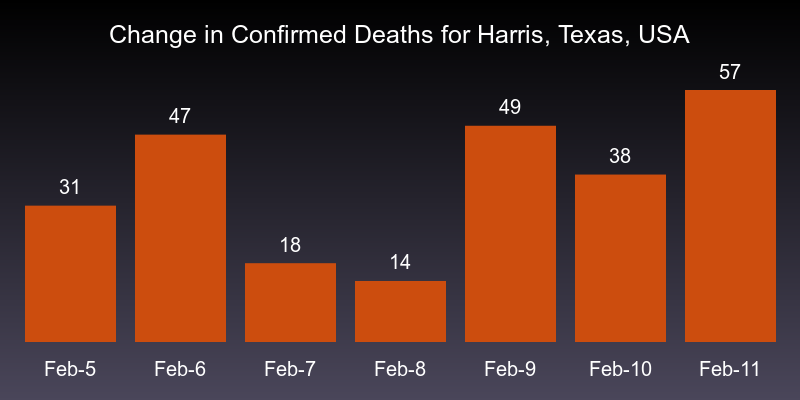 Change in Confirmed Deaths for Harris, Texas, USA
31
47
18
14
49
38
57
Feb-5
Feb-6
Feb-7
Feb-8
Feb-9
Feb-10
Feb-11